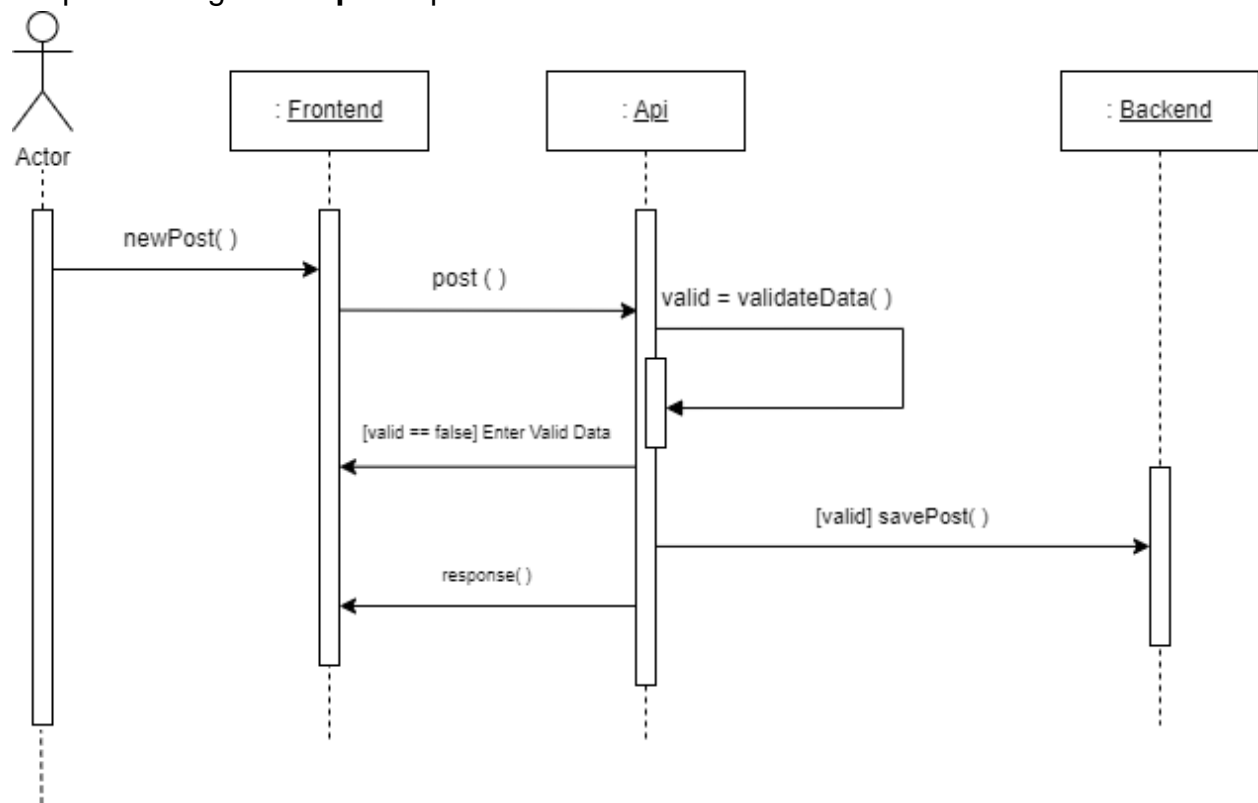 : Frontend
: Api
: Backend
Actor
newPost( )
post ( )
valid = validateData( )
[valid == false] Enter Valid Data
[valid] savePost( )
response( )